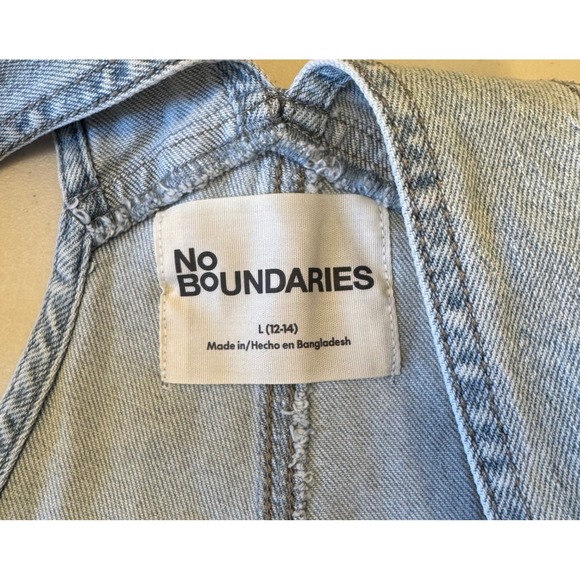 No
BOUNDARIES
L (12-14)
Made in/Hecho en Bangladesh